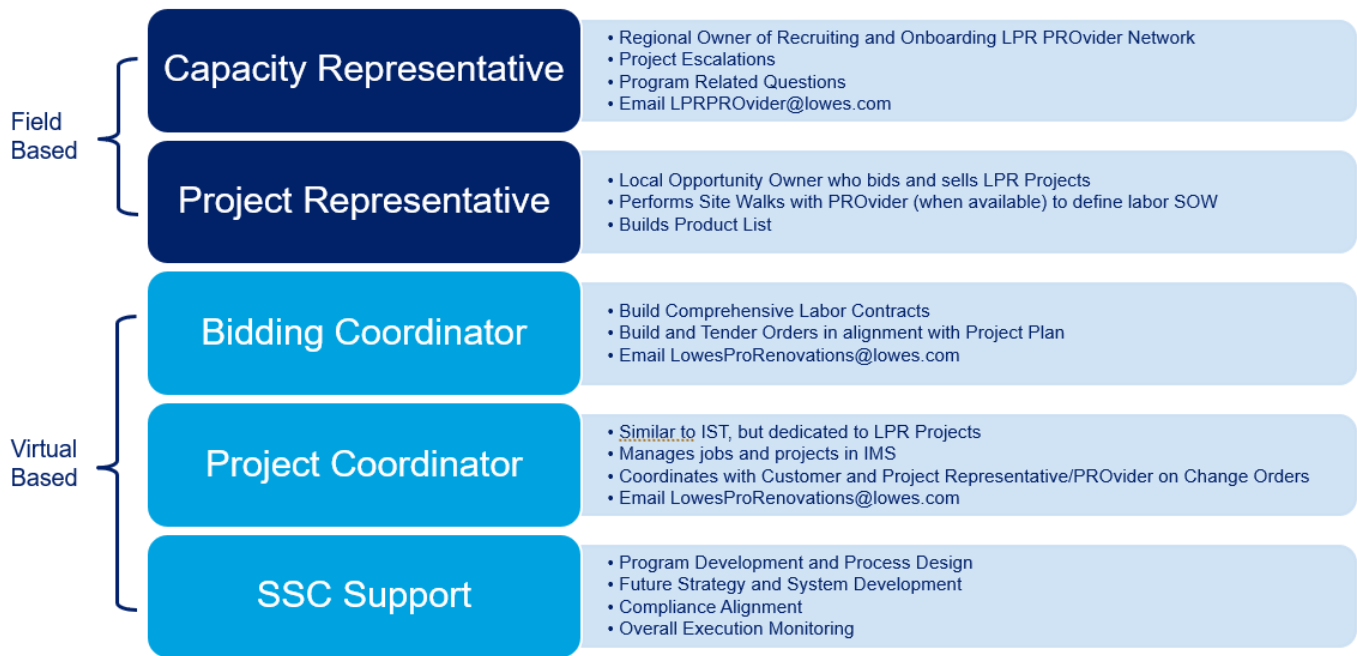 Field
Based
Capacity Representative
• Regional Owner of Recruiting and Onboarding LPR PROvider Network
• Project Escalations
• Program Related Questions
• Email LPRPROvider@lowes.com
Project Representative
• Local Opportunity Owner who bids and sells LPR Projects
• Performs Site Walks with PROvider (when available) to define labor SOW
• Builds Product List
Virtual
Based
Bidding Coordinator
• Build Comprehensive Labor Contracts
• Build and Tender Orders in alignment with Project Plan
• Email LowesProRenovations@lowes.com
Project Coordinator
• Similar to IST, but dedicated to LPR Projects
• Manages jobs and projects in IMS
• Coordinates with Customer and Project Representative/PROvider on Change Orders
• Email LowesProRenovations@lowes.com
SSC Support
• Program Development and Process Design
• Future Strategy and System Development
• Compliance Alignment
• Overall Execution Monitoring